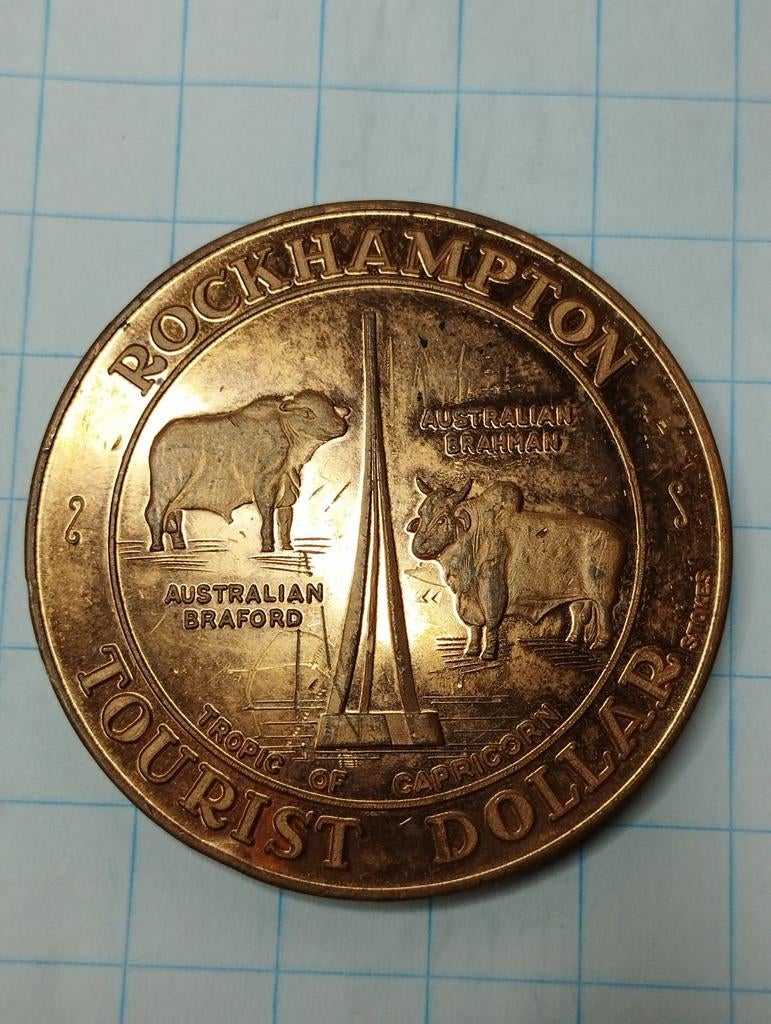 ROCKHAMPTON
AUSTRALIAN
BRAHMAN
AUSTRALIAN
BRAFORD
TROPIC OF CAPRICORN
TOURIST DOLLAR
STOKES